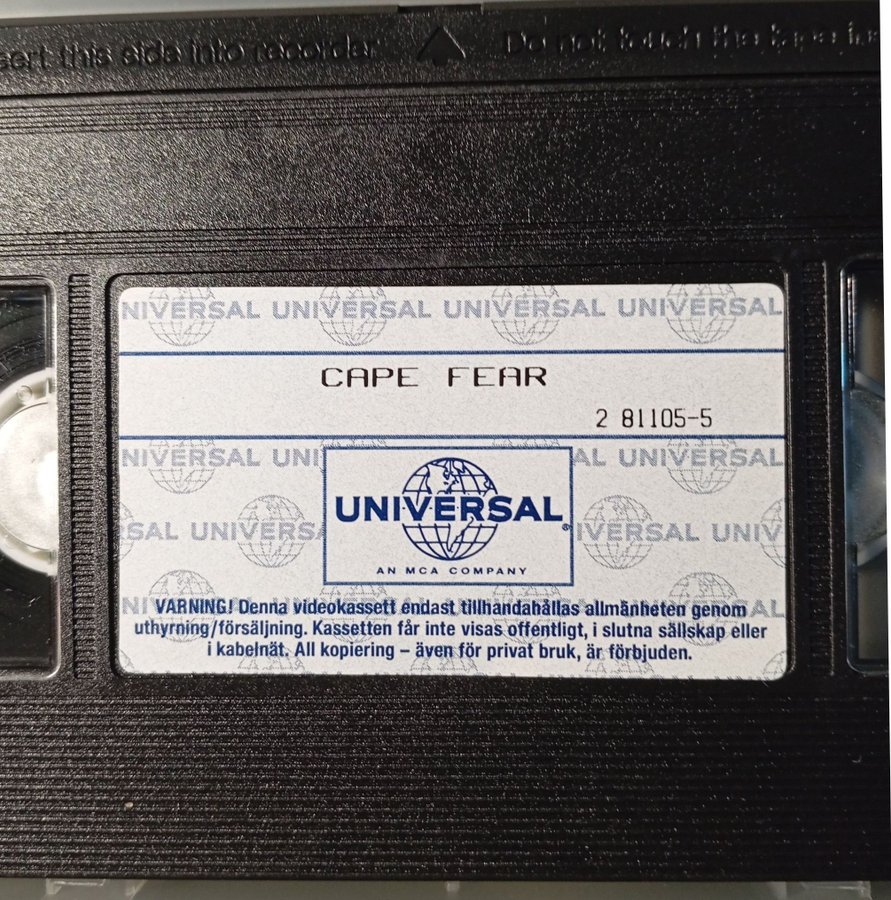 sert this side into recorder Do not touch the tape in
NIVERSAL UNIVERSAL UNIVERSAL UNIVERSAL
CAPE FEAR
2 81105-5
NIVERSAL UNI AL UNIVERSAL
UNIVERSAL®
SAL UNIVERSA NIVERSAL UNIV
AN MCA COMPANY
VARNING! Denna videokassett endast tillhandahållas allmänheten genom
uthyrning/försäljning. Kassetten får inte visas offentligt, i slutna sällskap eller
i kabelnät. All kopiering – även för privat bruk, är förbjuden.